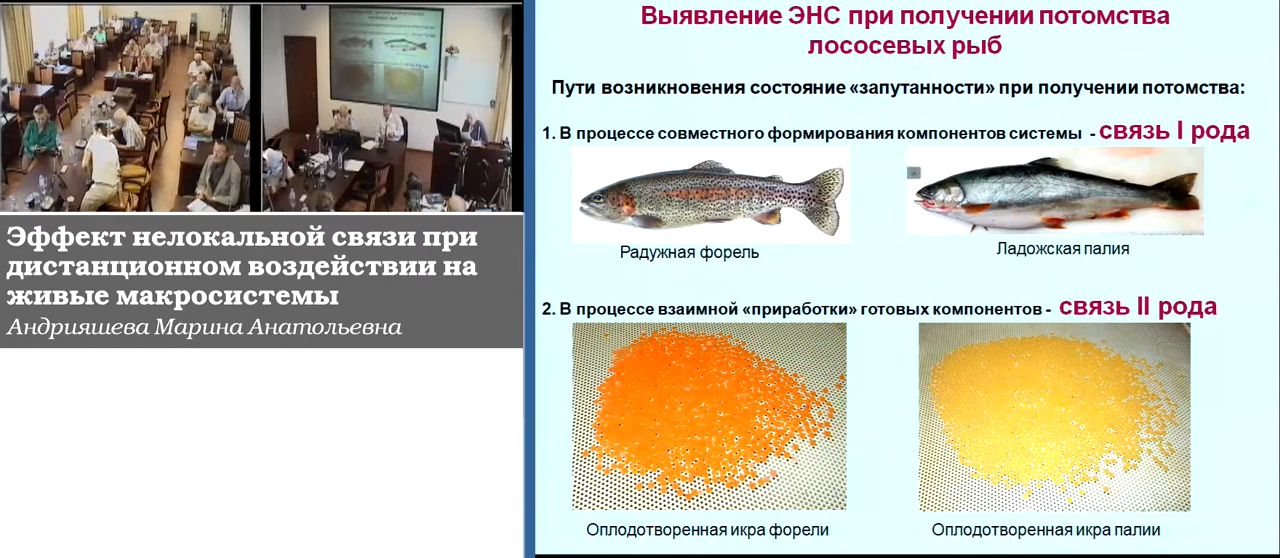 Эффект нелокальной связи при
дистанционном воздействии на
живые макросистемы
Андрияшева Марина Анатольевна
Выявление ЭНС при получении потомства
лососевых рыб
Пути возникновения состояние «запутанности» при получении потомства:
1. В процессе совместного формирования компонентов системы - связь I рода
Радужная форель
Ладожская палия
2. В процессе взаимной «приработки» готовых компонентов - связь II рода
Оплодотворенная икра форели
Оплодотворенная икра палии